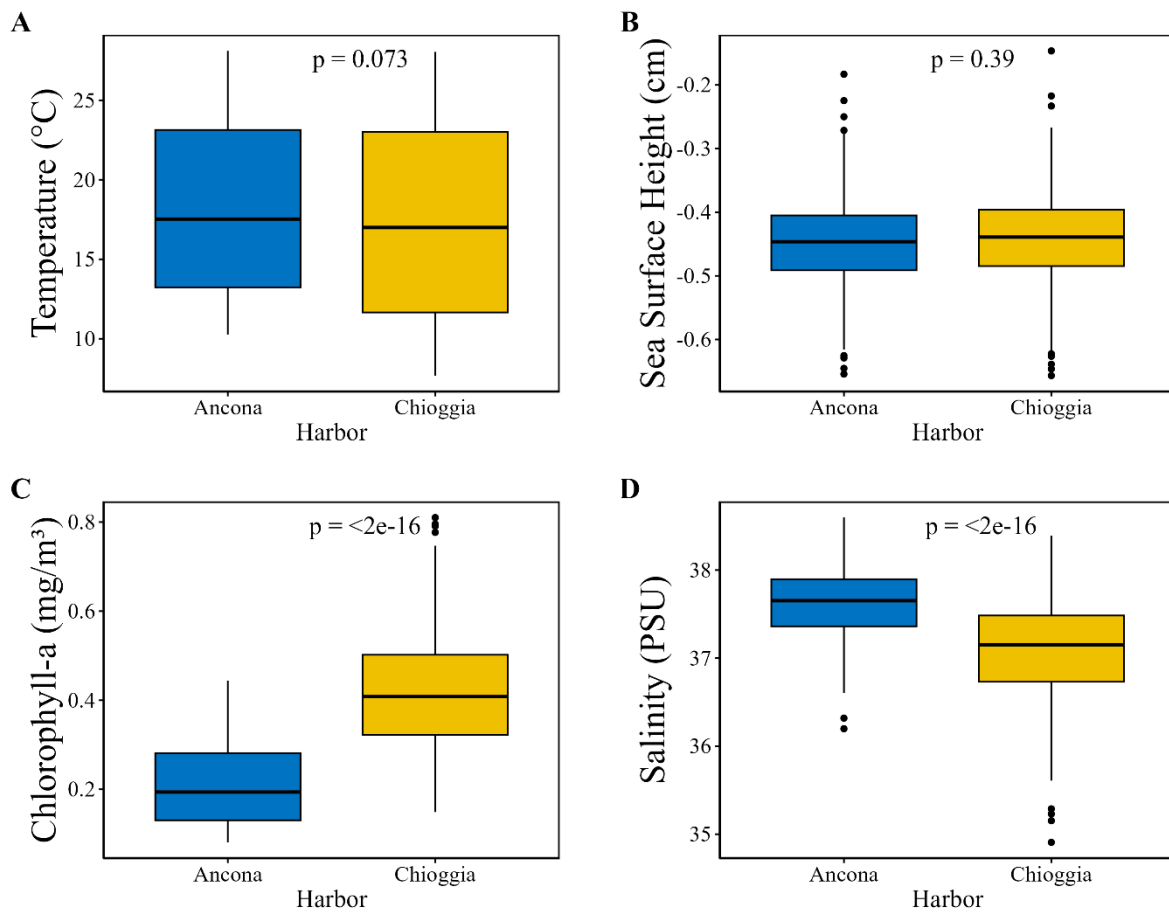 A
p = 0.073
Temperature (°C)
25
20
15
10
Ancona
Chioggia
Harbor
B
p = 0.39
Sea Surface Height (cm)
-0.2
-0.3
-0.4
-0.5
-0.6
Ancona
Chioggia
Harbor
C
p = <2e-16
Chlorophyll-a (mg/m³)
0.8
0.6
0.4
0.2
Ancona
Chioggia
Harbor
D
p = <2e-16
Salinity (PSU)
38
37
36
35
Ancona
Chioggia
Harbor